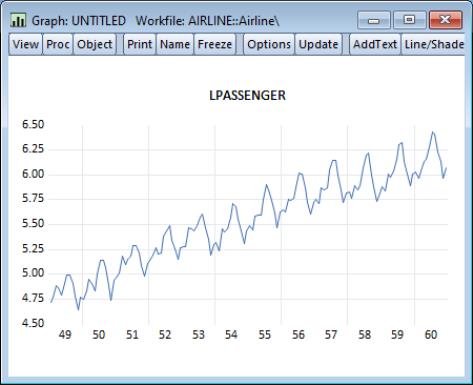 Graph: UNTITLED Workfile: AIRLINE::Airline\
View Proc Object Print Name Freeze Options Update AddText Line/Shade
LPASSENGER
6.50
6.25
6.00
5.75
5.50
5.25
5.00
4.75
4.50
49 50 51 52 53 54 55 56 57 58 59 60